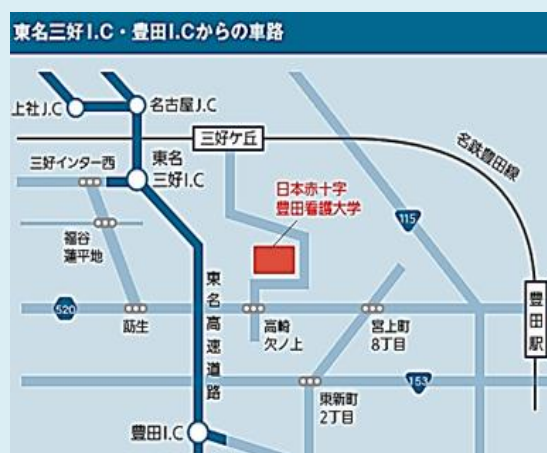 東名三好I.C・豊田I.Cからの車路
上社J.C
名古屋J.C
三好ケ丘
名鉄豊田線
三好インター西
東名
三好I.C
日本赤十字
豊田看護大学
115
福谷
蓮平地
東名高速道路
豊田駅
520
莇生
高崎
欠ノ上
宮上町
8丁目
153
東新町
2丁目
豊田I.C